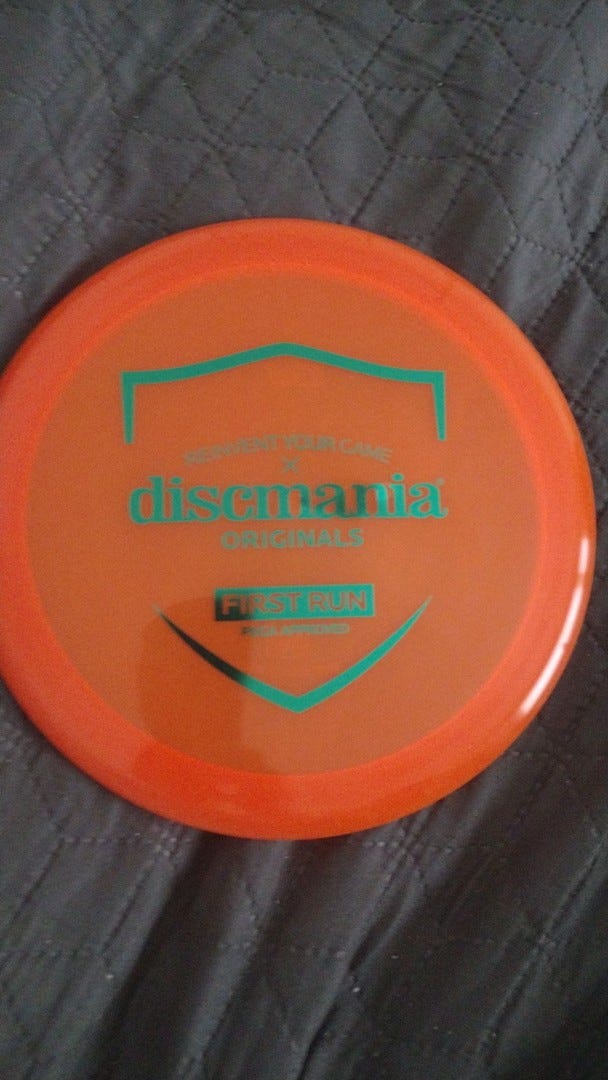 REINVENT YOUR GAME
X
discmania®
ORIGINALS
FIRST RUN
PDGA APPROVED